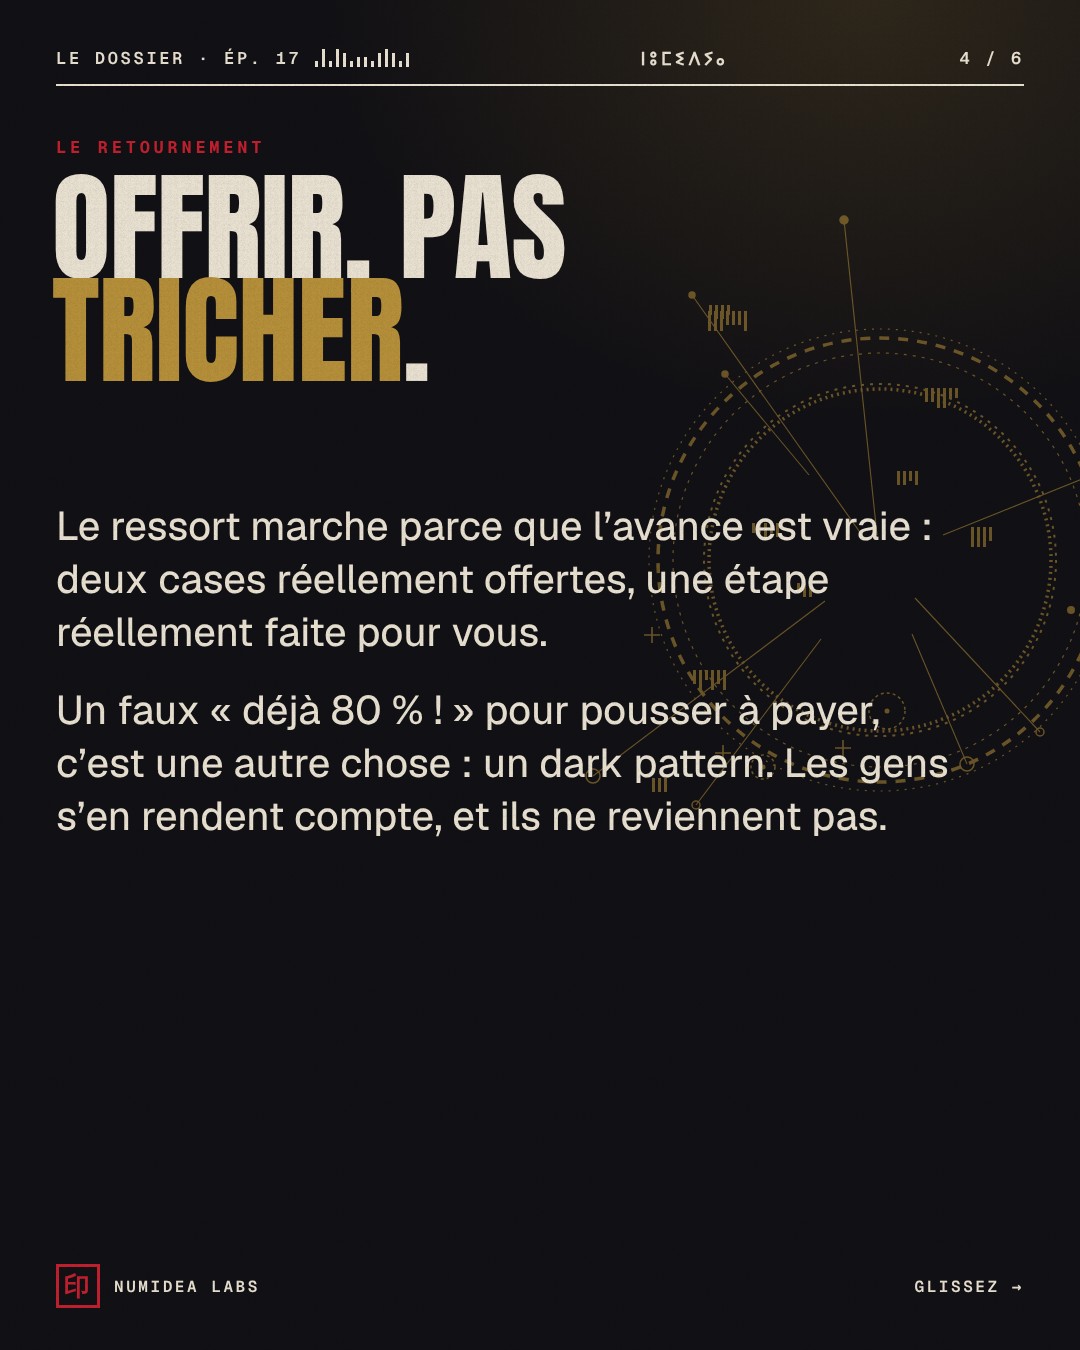 LE DOSSIER · ÉP. 17
ⵏⵓⵎⵉⴷⵢⴰ
4 / 6
LE RETOURNEMENT
OFFRIR. PAS
TRICHER.
Le ressort marche parce que l’avance est vraie :
deux cases réellement offertes, une étape
réellement faite pour vous.
Un faux « déjà 80 % ! » pour pousser à payer,
c’est une autre chose : un dark pattern. Les gens
s’en rendent compte, et ils ne reviennent pas.
印 NUMIDEA LABS
GLISSEZ →